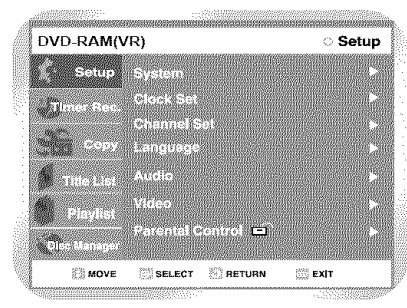 DVD-RAM(VR) Setup
Setup
Timer Rec.
Copy
Title List
Playlist
Disc Manager
System
Clock Set
Channel Set
Language
Audio
Video
Parental Control
MOVE SELECT RETURN EXIT